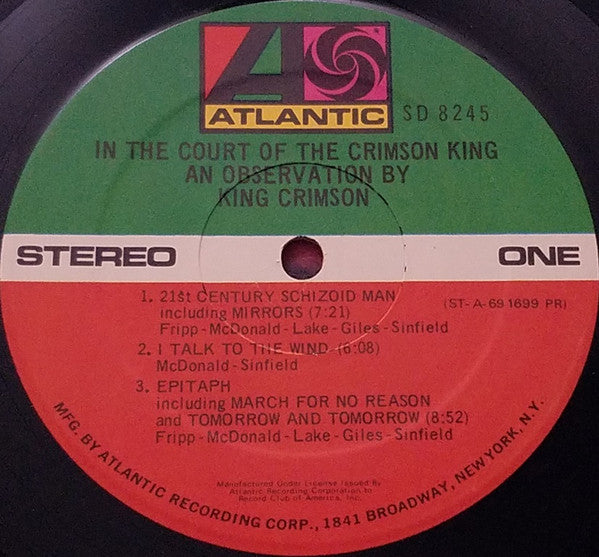 ATLANTIC
SD 8245
IN THE COURT OF THE CRIMSON KING
AN OBSERVATION BY
KING CRIMSON
STEREO
ONE
1. 21st CENTURY SCHIZOID MAN
including MIRRORS (7:21)
Fripp-McDonald-Lake-Giles-Sinfield
(ST-A-691699 PR)
2. I TALK TO THE WIND (6:08)
McDonald-Sinfield
3. EPITAPH
including MARCH FOR NO REASON
and TOMORROW AND TOMORROW (8:52)
Fripp-McDonald-Lake-Giles-Sinfield
Manufactured Under License Issued By
Atlantic Recording Corporation to
Record Club of America, Inc.
MFG. BY ATLANTIC RECORDING CORP., 1841 BROADWAY, NEW YORK, N.Y.